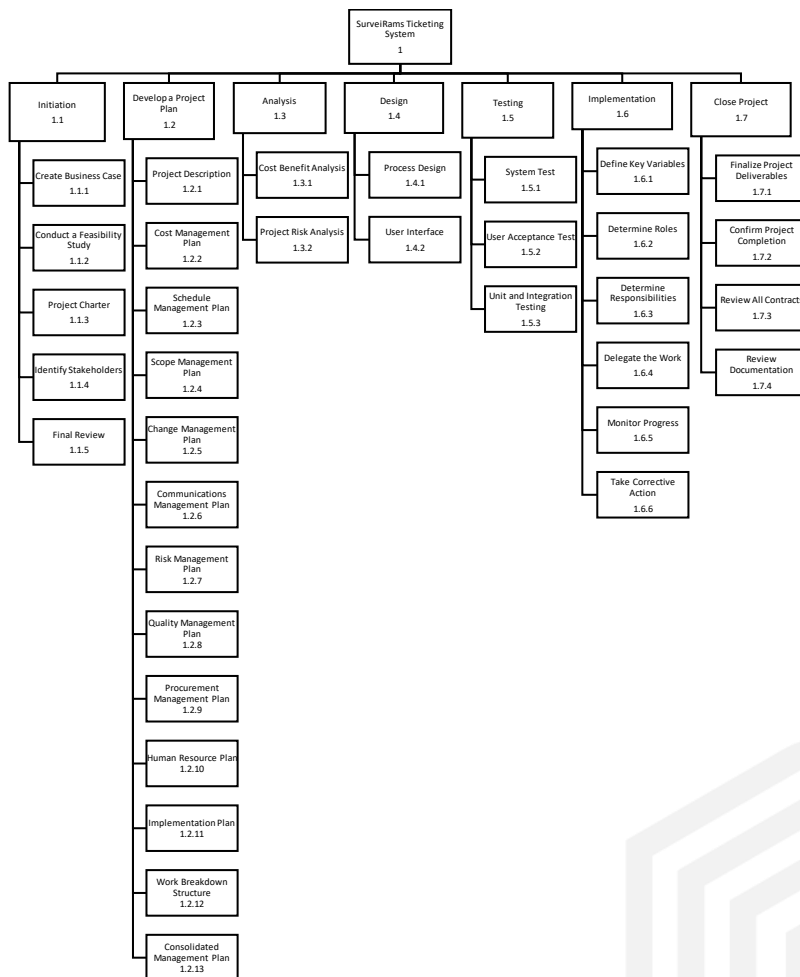 SurveiRams Ticketing
System
1
Initiation
1.1
Create Business Case
1.1.1
Conduct a Feasibility
Study
1.1.2
Project Charter
1.1.3
Identify Stakeholders
1.1.4
Final Review
1.1.5
Develop a Project
Plan
1.2
Project Description
1.2.1
Cost Management
Plan
1.2.2
Schedule
Management Plan
1.2.3
Scope Management
Plan
1.2.4
Change Management
Plan
1.2.5
Communications
Management Plan
1.2.6
Risk Management
Plan
1.2.7
Quality Management
Plan
1.2.8
Procurement
Management Plan
1.2.9
Human Resource Plan
1.2.10
Implementation Plan
1.2.11
Work Breakdown
Structure
1.2.12
Consolidated
Management Plan
1.2.13
Analysis
1.3
Cost Benefit Analysis
1.3.1
Project Risk Analysis
1.3.2
Design
1.4
Process Design
1.4.1
User Interface
1.4.2
Testing
1.5
System Test
1.5.1
User Acceptance Test
1.5.2
Unit and Integration
Testing
1.5.3
Implementation
1.6
Define Key Variables
1.6.1
Determine Roles
1.6.2
Determine
Responsibilities
1.6.3
Delegate the Work
1.6.4
Monitor Progress
1.6.5
Take Corrective
Action
1.6.6
Close Project
1.7
Finalize Project
Deliverables
1.7.1
Confirm Project
Completion
1.7.2
Review All Contracts
1.7.3
Review
Documentation
1.7.4